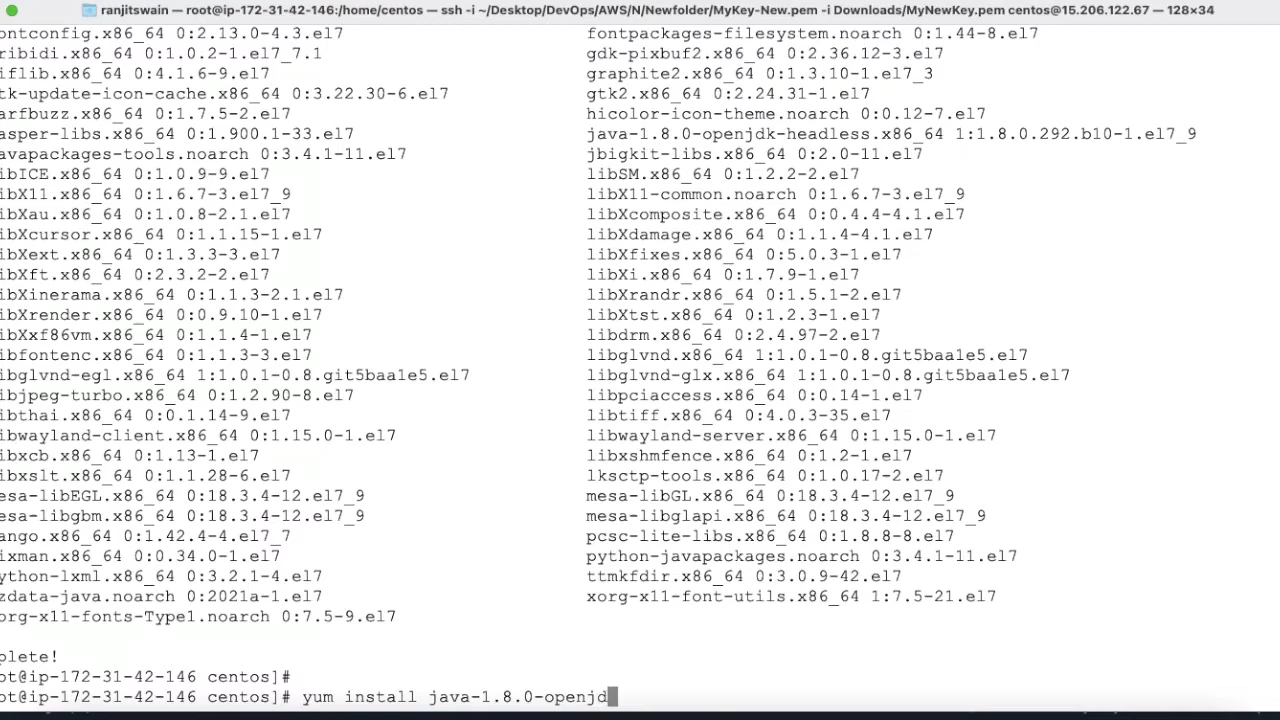 ranjitswain — root@ip-172-31-42-146:/home/centos — ssh -i ~/Desktop/DevOps/AWS/N/Newfolder/MyKey-New.pem -i Downloads/MyNewKey.pem centos@15.206.122.67 — 128×34
ontconfig.x86_64 0:2.13.0-4.3.el7 fontpackages-filesystem.noarch 0:1.44-8.el7
ribidi.x86_64 0:1.0.2-1.el7_7.1 gdk-pixbuf2.x86_64 0:2.36.12-3.el7
iflib.x86_64 0:4.1.6-9.el7 graphite2.x86_64 0:1.3.10-1.el7_3
tk-update-icon-cache.x86_64 0:3.22.30-6.el7 gtk2.x86_64 0:2.24.31-1.el7
arfbuzz.x86_64 0:1.7.5-2.el7 hicolor-icon-theme.noarch 0:0.12-7.el7
asper-libs.x86_64 0:1.900.1-33.el7 java-1.8.0-openjdk-headless.x86_64 1:1.8.0.292.b10-1.el7_9
avapackages-tools.noarch 0:3.4.1-11.el7 jbigkit-libs.x86_64 0:2.0-11.el7
ibICE.x86_64 0:1.0.9-9.el7 libSM.x86_64 0:1.2.2-2.el7
ibX11.x86_64 0:1.6.7-3.el7_9 libX11-common.noarch 0:1.6.7-3.el7_9
ibXau.x86_64 0:1.0.8-2.1.el7 libXcomposite.x86_64 0:0.4.4-4.1.el7
ibXcursor.x86_64 0:1.1.15-1.el7 libXdamage.x86_64 0:1.1.4-4.1.el7
ibXext.x86_64 0:1.3.3-3.el7 libXfixes.x86_64 0:5.0.3-1.el7
ibXft.x86_64 0:2.3.2-2.el7 libXi.x86_64 0:1.7.9-1.el7
ibXinerama.x86_64 0:1.1.3-2.1.el7 libXrandr.x86_64 0:1.5.1-2.el7
ibXrender.x86_64 0:0.9.10-1.el7 libXtst.x86_64 0:1.2.3-1.el7
ibXxf86vm.x86_64 0:1.1.4-1.el7 libdrm.x86_64 0:2.4.97-2.el7
ibfontenc.x86_64 0:1.1.3-3.el7 libglvnd.x86_64 1:1.0.1-0.8.git5baa1e5.el7
ibglvnd-egl.x86_64 1:1.0.1-0.8.git5baa1e5.el7 libglvnd-glx.x86_64 1:1.0.1-0.8.git5baa1e5.el7
ibjpeg-turbo.x86_64 0:1.2.90-8.el7 libpciaccess.x86_64 0:0.14-1.el7
ibthai.x86_64 0:0.1.14-9.el7 libtiff.x86_64 0:4.0.3-35.el7
ibwayland-client.x86_64 0:1.15.0-1.el7 libwayland-server.x86_64 0:1.15.0-1.el7
ibxcb.x86_64 0:1.13-1.el7 libxshmfence.x86_64 0:1.2-1.el7
ibxslt.x86_64 0:1.1.28-6.el7 lksctp-tools.x86_64 0:1.0.17-2.el7
esa-libEGL.x86_64 0:18.3.4-12.el7_9 mesa-libGL.x86_64 0:18.3.4-12.el7_9
esa-libgbm.x86_64 0:18.3.4-12.el7_9 mesa-libglapi.x86_64 0:18.3.4-12.el7_9
ango.x86_64 0:1.42.4-4.el7_7 pcsc-lite-libs.x86_64 0:1.8.8-8.el7
ixman.x86_64 0:0.34.0-1.el7 python-javapackages.noarch 0:3.4.1-11.el7
ython-lxml.x86_64 0:3.2.1-4.el7 ttmkfdir.x86_64 0:3.0.9-42.el7
zdata-java.noarch 0:2021a-1.el7 xorg-x11-font-utils.x86_64 1:7.5-21.el7
org-x11-fonts-Type1.noarch 0:7.5-9.el7
plete!
ot@ip-172-31-42-146 centos]#
ot@ip-172-31-42-146 centos]# yum install java-1.8.0-openjd